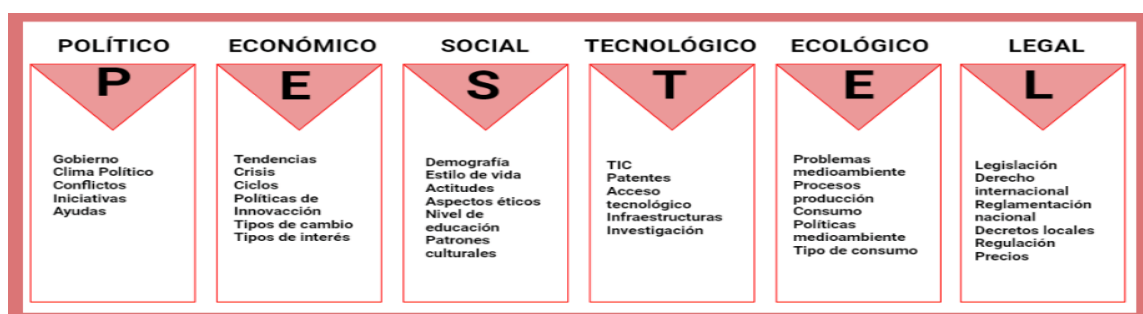 POLÍTICO
P
Gobierno
Clima Político
Conflictos
Iniciativas
Ayudas
ECONÓMICO
E
Tendencias
Crisis
Ciclos
Políticas de
Innovacción
Tipos de cambio
Tipos de interés
SOCIAL
S
Demografía
Estilo de vida
Actitudes
Aspectos éticos
Nivel de
educación
Patrones
culturales
TECNOLÓGICO
T
TIC
Patentes
Acceso
tecnológico
Infraestructuras
Investigación
ECOLÓGICO
E
Problemas
medioambiente
Procesos
producción
Consumo
Políticas
medioambiente
Tipo de consumo
LEGAL
L
Legislación
Derecho
internacional
Reglamentación
nacional
Decretos locales
Regulación
Precios